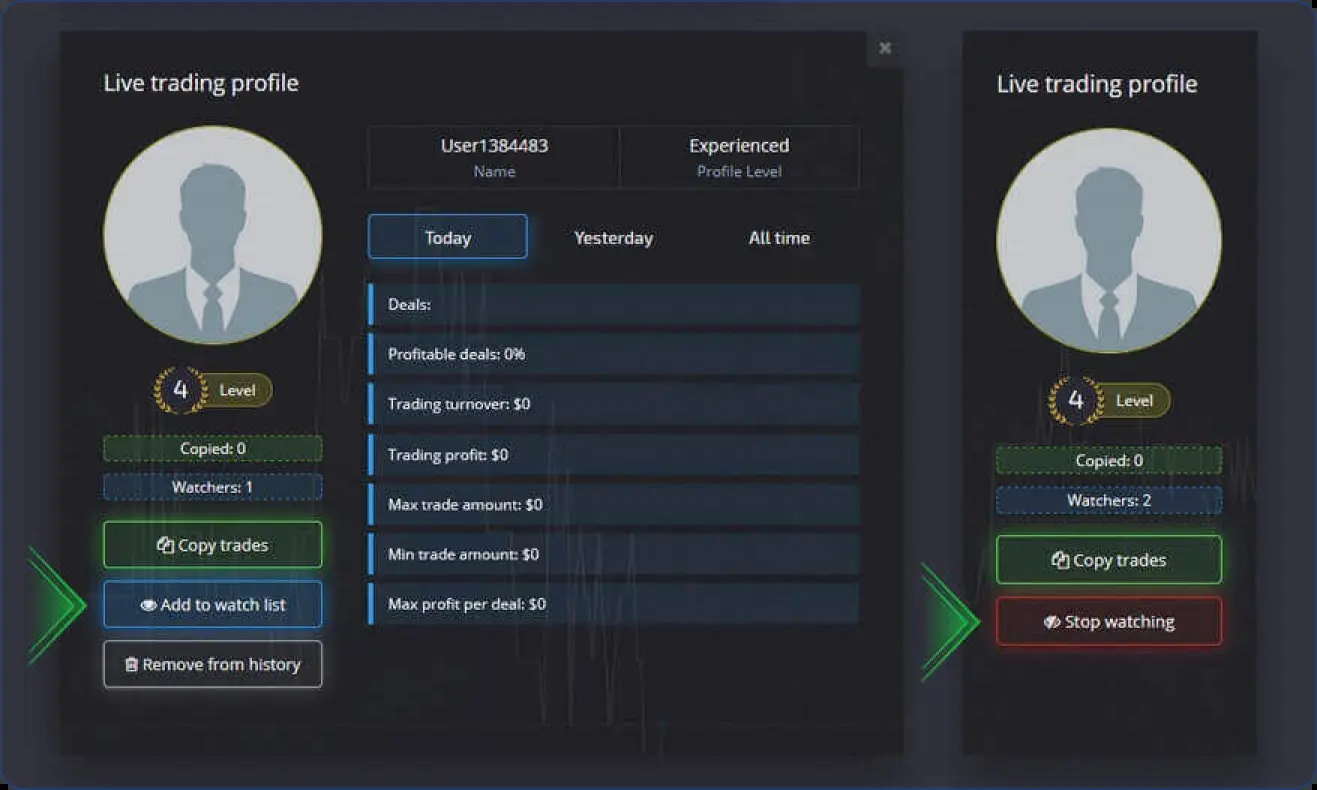 Live trading profile
User1384483
Name
Experienced
Profile Level
Today
Yesterday
All time
Deals:
Profitable deals: 0%
Trading turnover: $0
Trading profit: $0
Max trade amount: $0
Min trade amount: $0
Max profit per deal: $0
4 Level
Copied: 0
Watchers: 1
Copy trades
Add to watch list
Remove from history
Live trading profile
4 Level
Copied: 0
Watchers: 2
Copy trades
Stop watching